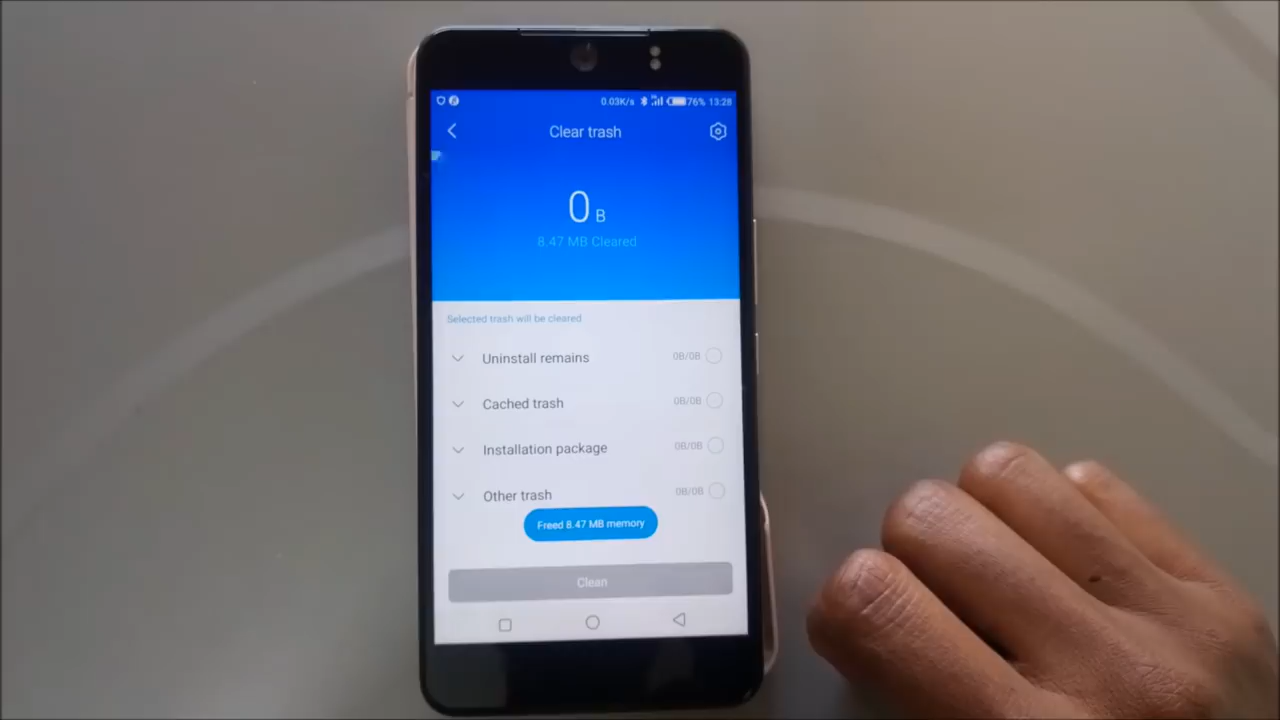 0.03K/s 76% 13:28
Clear trash
0 B
8.47 MB Cleared
Selected trash will be cleared
Uninstall remains 0B/0B
Cached trash 0B/0B
Installation package 0B/0B
Other trash 0B/0B
Freed 8.47 MB memory
Clean